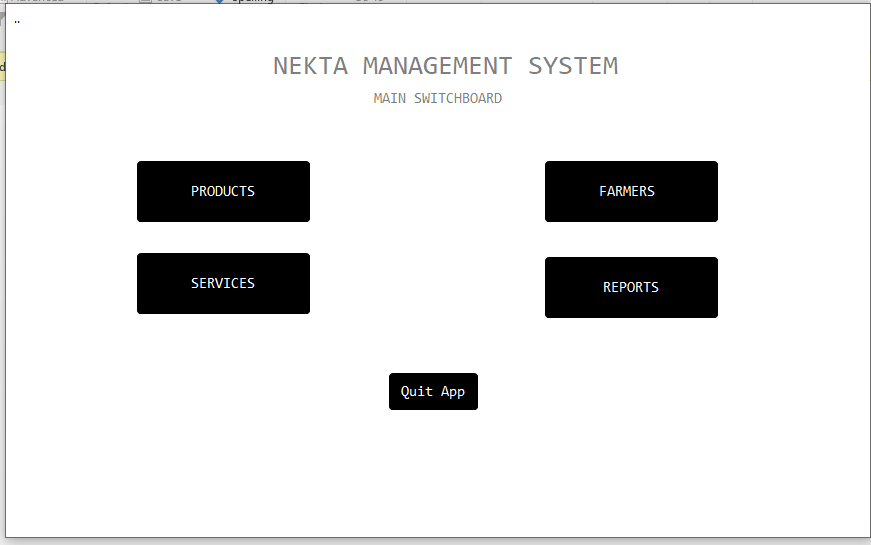 ..
NEKTA MANAGEMENT SYSTEM
MAIN SWITCHBOARD
PRODUCTS
FARMERS
SERVICES
REPORTS
Quit App